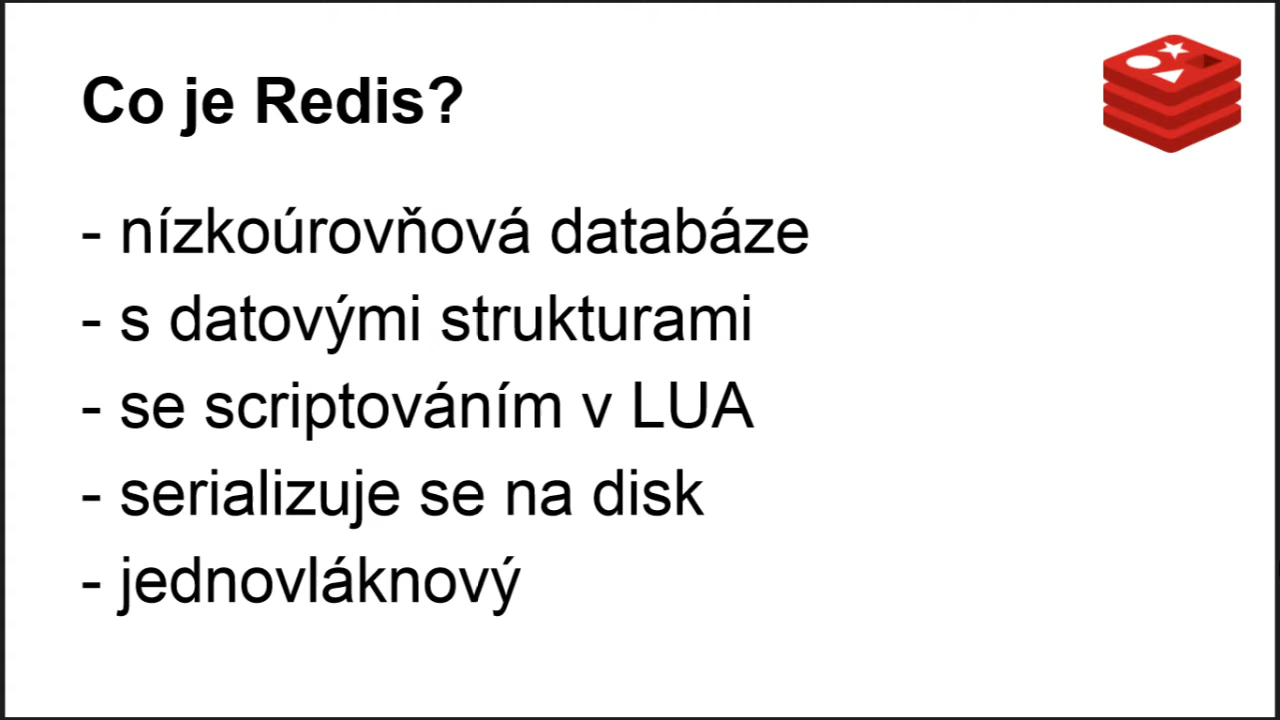 Co je Redis?
- nízkoúrovňová databáze
- s datovými strukturami
- se scriptováním v LUA
- serializuje se na disk
- jednovláknový